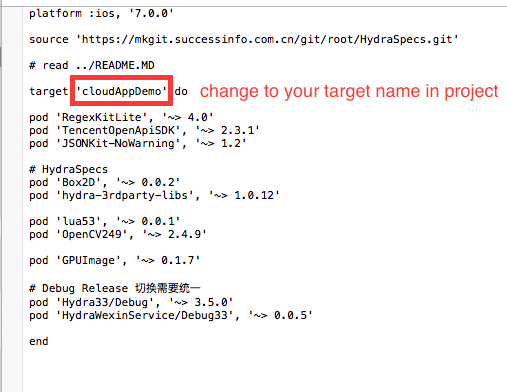 platform :ios, '7.0.0'
source 'https://mkgit.successinfo.com.cn/git/root/HydraSpecs.git'
# read ../README.MD
target 'cloudAppDemo' do change to your target name in project
pod 'RegexKitLite', '~> 4.0'
pod 'TencentOpenApiSDK', '~> 2.3.1'
pod 'JSONKit-NoWarning', '~> 1.2'
# HydraSpecs
pod 'Box2D', '~> 0.0.2'
pod 'hydra-3rdparty-libs', '~> 1.0.12'
pod 'lua53', '~> 0.0.1'
pod 'OpenCV249', '~> 2.4.9'
pod 'GPUImage', '~> 0.1.7'
# Debug Release 切换需要统一
pod 'Hydra33/Debug', '~> 3.5.0'
pod 'HydraWeixinService/Debug33', '~> 0.0.5'
end